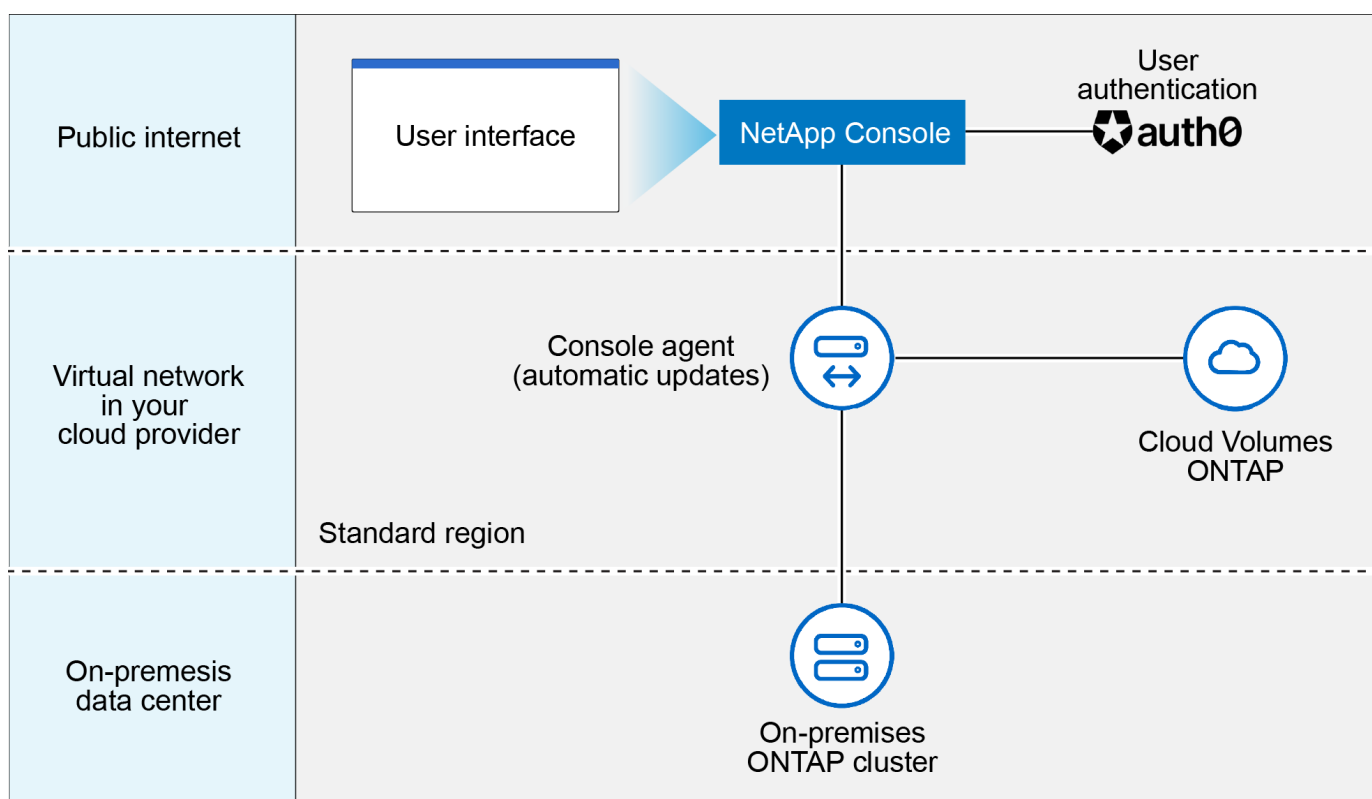 Public internet
User interface
NetApp Console
User
authentication
auth0
Virtual network
in your
cloud provider
Console agent
(automatic updates)
Cloud Volumes
ONTAP
Standard region
On-premesis
data center
On-premises
ONTAP cluster